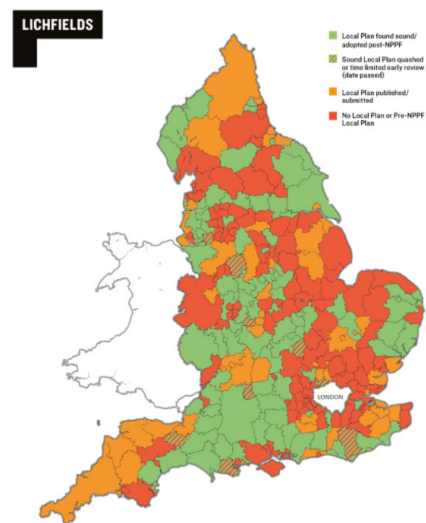 LICHFIELDS
Local Plan found sound/
adopted post-NPPF
Sound Local Plan quashed
or time limited early review
(date passed)
Local Plan published/
submitted
No Local Plan or Pre-NPPF
Local Plan
LONDON